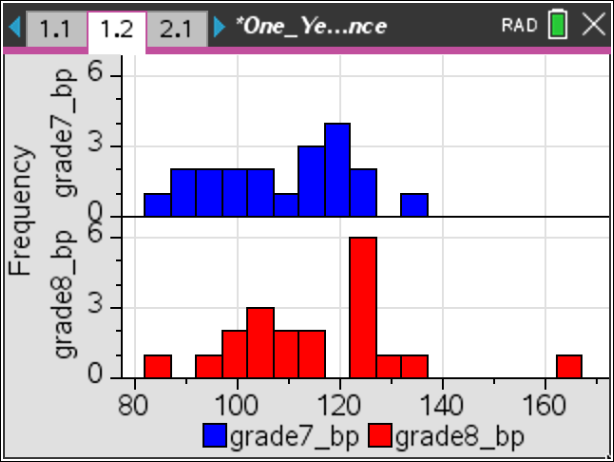 1.1 1.2 2.1 *One_Ye...nce RAD
Frequency
grade7_bp
6
3
0
grade8_bp
6
3
0
80 100 120 140 160
grade7_bp grade8_bp